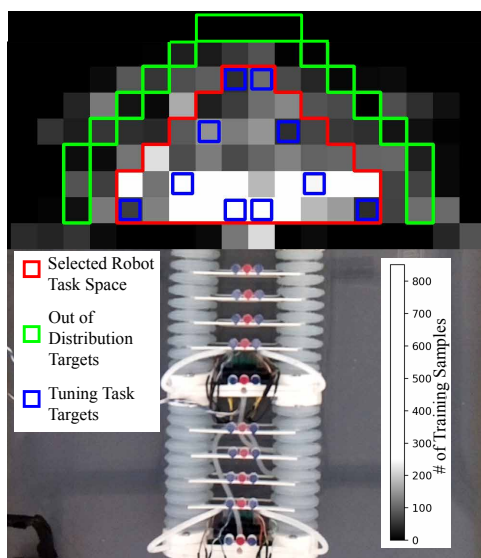 Selected Robot
Task Space
Out of
Distribution
Targets
Tuning Task
Targets
800
700
600
500
400
300
200
100
0
# of Training Samples